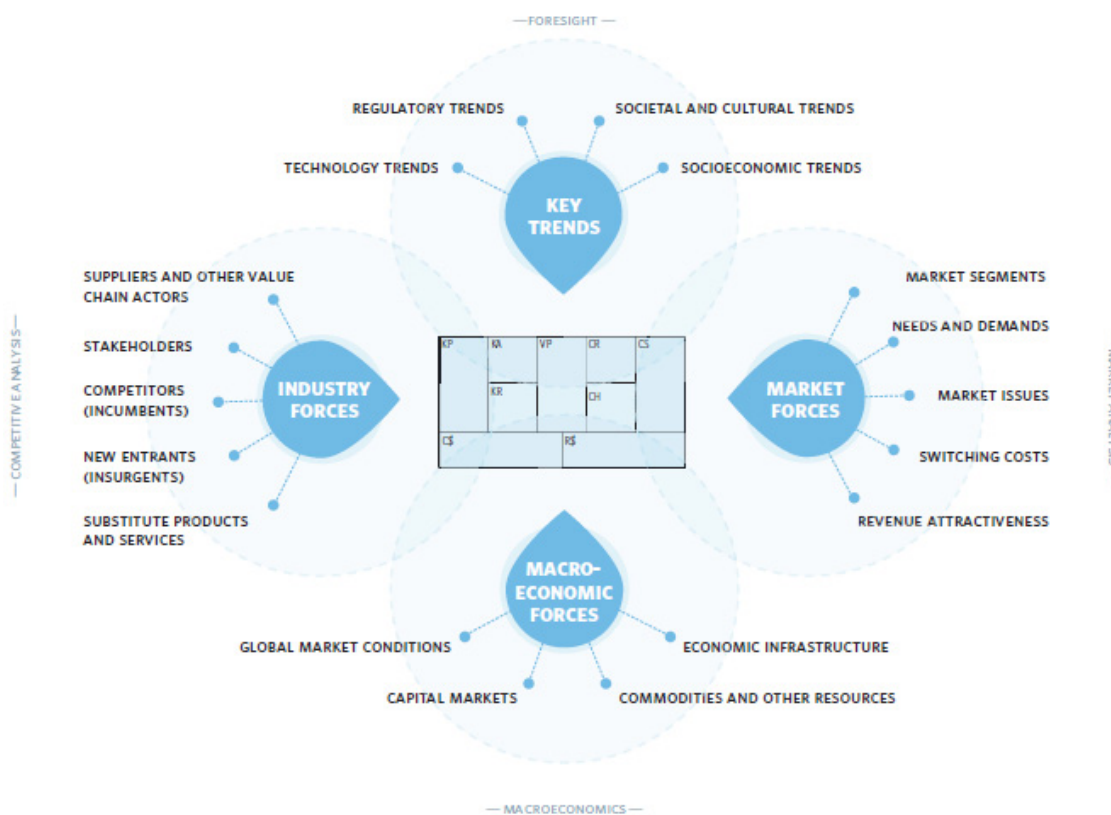 — FORESIGHT —
REGULATORY TRENDS
SOCIETAL AND CULTURAL TRENDS
TECHNOLOGY TRENDS
SOCIOECONOMIC TRENDS
KEY
TRENDS
SUPPLIERS AND OTHER VALUE
CHAIN ACTORS
STAKEHOLDERS
COMPETITORS
(INCUMBENTS)
NEW ENTRANTS
(INSURGENTS)
SUBSTITUTE PRODUCTS
AND SERVICES
INDUSTRY
FORCES
— COMPETITIVE ANALYSIS —
KP
KA
VP
CR
CS
KR
CH
C$
R$
MARKET
FORCES
MARKET SEGMENTS
NEEDS AND DEMANDS
MARKET ISSUES
SWITCHING COSTS
REVENUE ATTRACTIVENESS
MACRO-
ECONOMIC
FORCES
GLOBAL MARKET CONDITIONS
ECONOMIC INFRASTRUCTURE
CAPITAL MARKETS
COMMODITIES AND OTHER RESOURCES
— MACROECONOMICS —